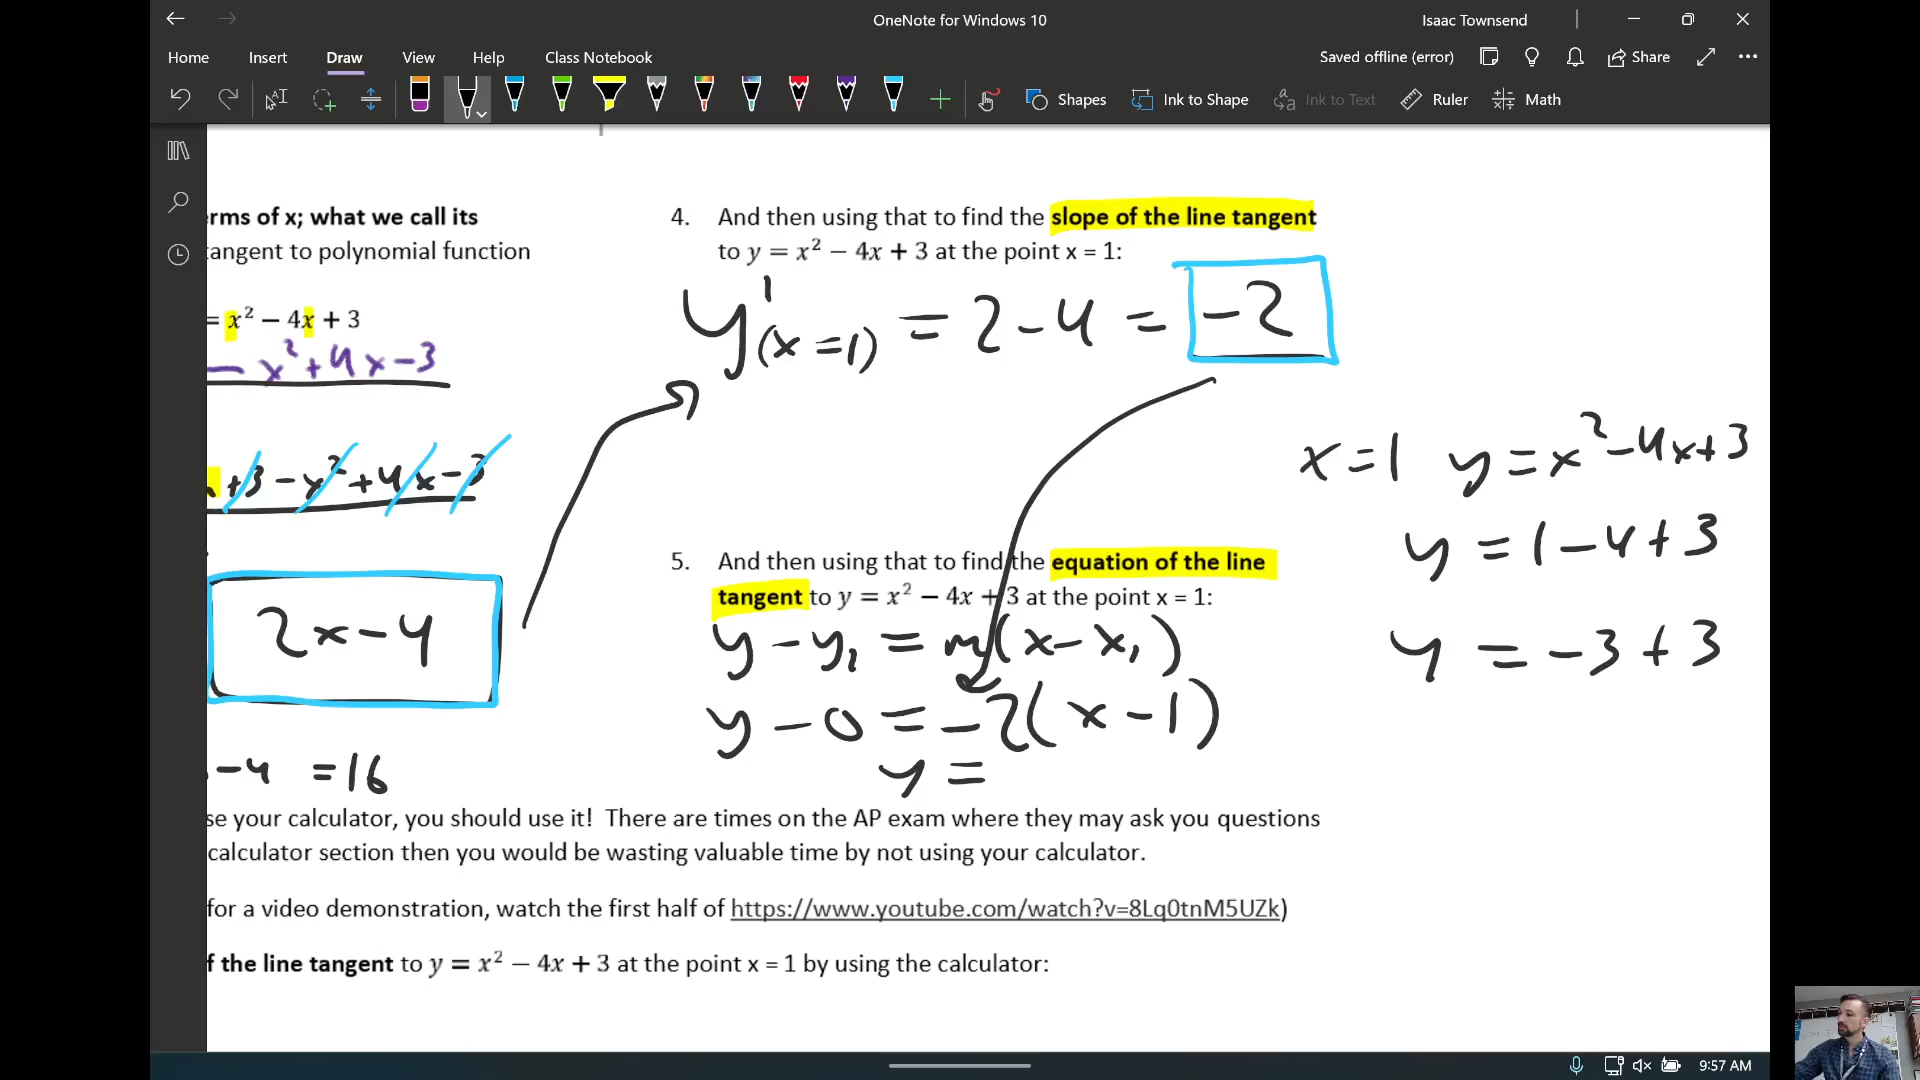 OneNote for Windows 10
Isaac Townsend
Home Insert Draw View Help Class Notebook
Saved offline (error) Share
Shapes Ink to Shape Ink to Text Ruler Math
erms of x; what we call its
tangent to polynomial function
= x² − 4x + 3
− x² + 4x − 3
+3 − x² + 4x − 3
2x − 4
− 4 = 16
4. And then using that to find the slope of the line tangent
to y = x² − 4x + 3 at the point x = 1:
y'(x = 1) = 2 − 4 = −2
x = 1 y = x² − 4x + 3
y = 1 − 4 + 3
y = −3 + 3
5. And then using that to find the equation of the line
tangent to y = x² − 4x + 3 at the point x = 1:
y − y₁ = m(x − x₁)
y − 0 = −2(x − 1)
y =
se your calculator, you should use it! There are times on the AP exam where they may ask you questions
calculator section then you would be wasting valuable time by not using your calculator.
for a video demonstration, watch the first half of https://www.youtube.com/watch?v=8Lq0tnM5UZk)
f the line tangent to y = x² − 4x + 3 at the point x = 1 by using the calculator:
9:57 AM